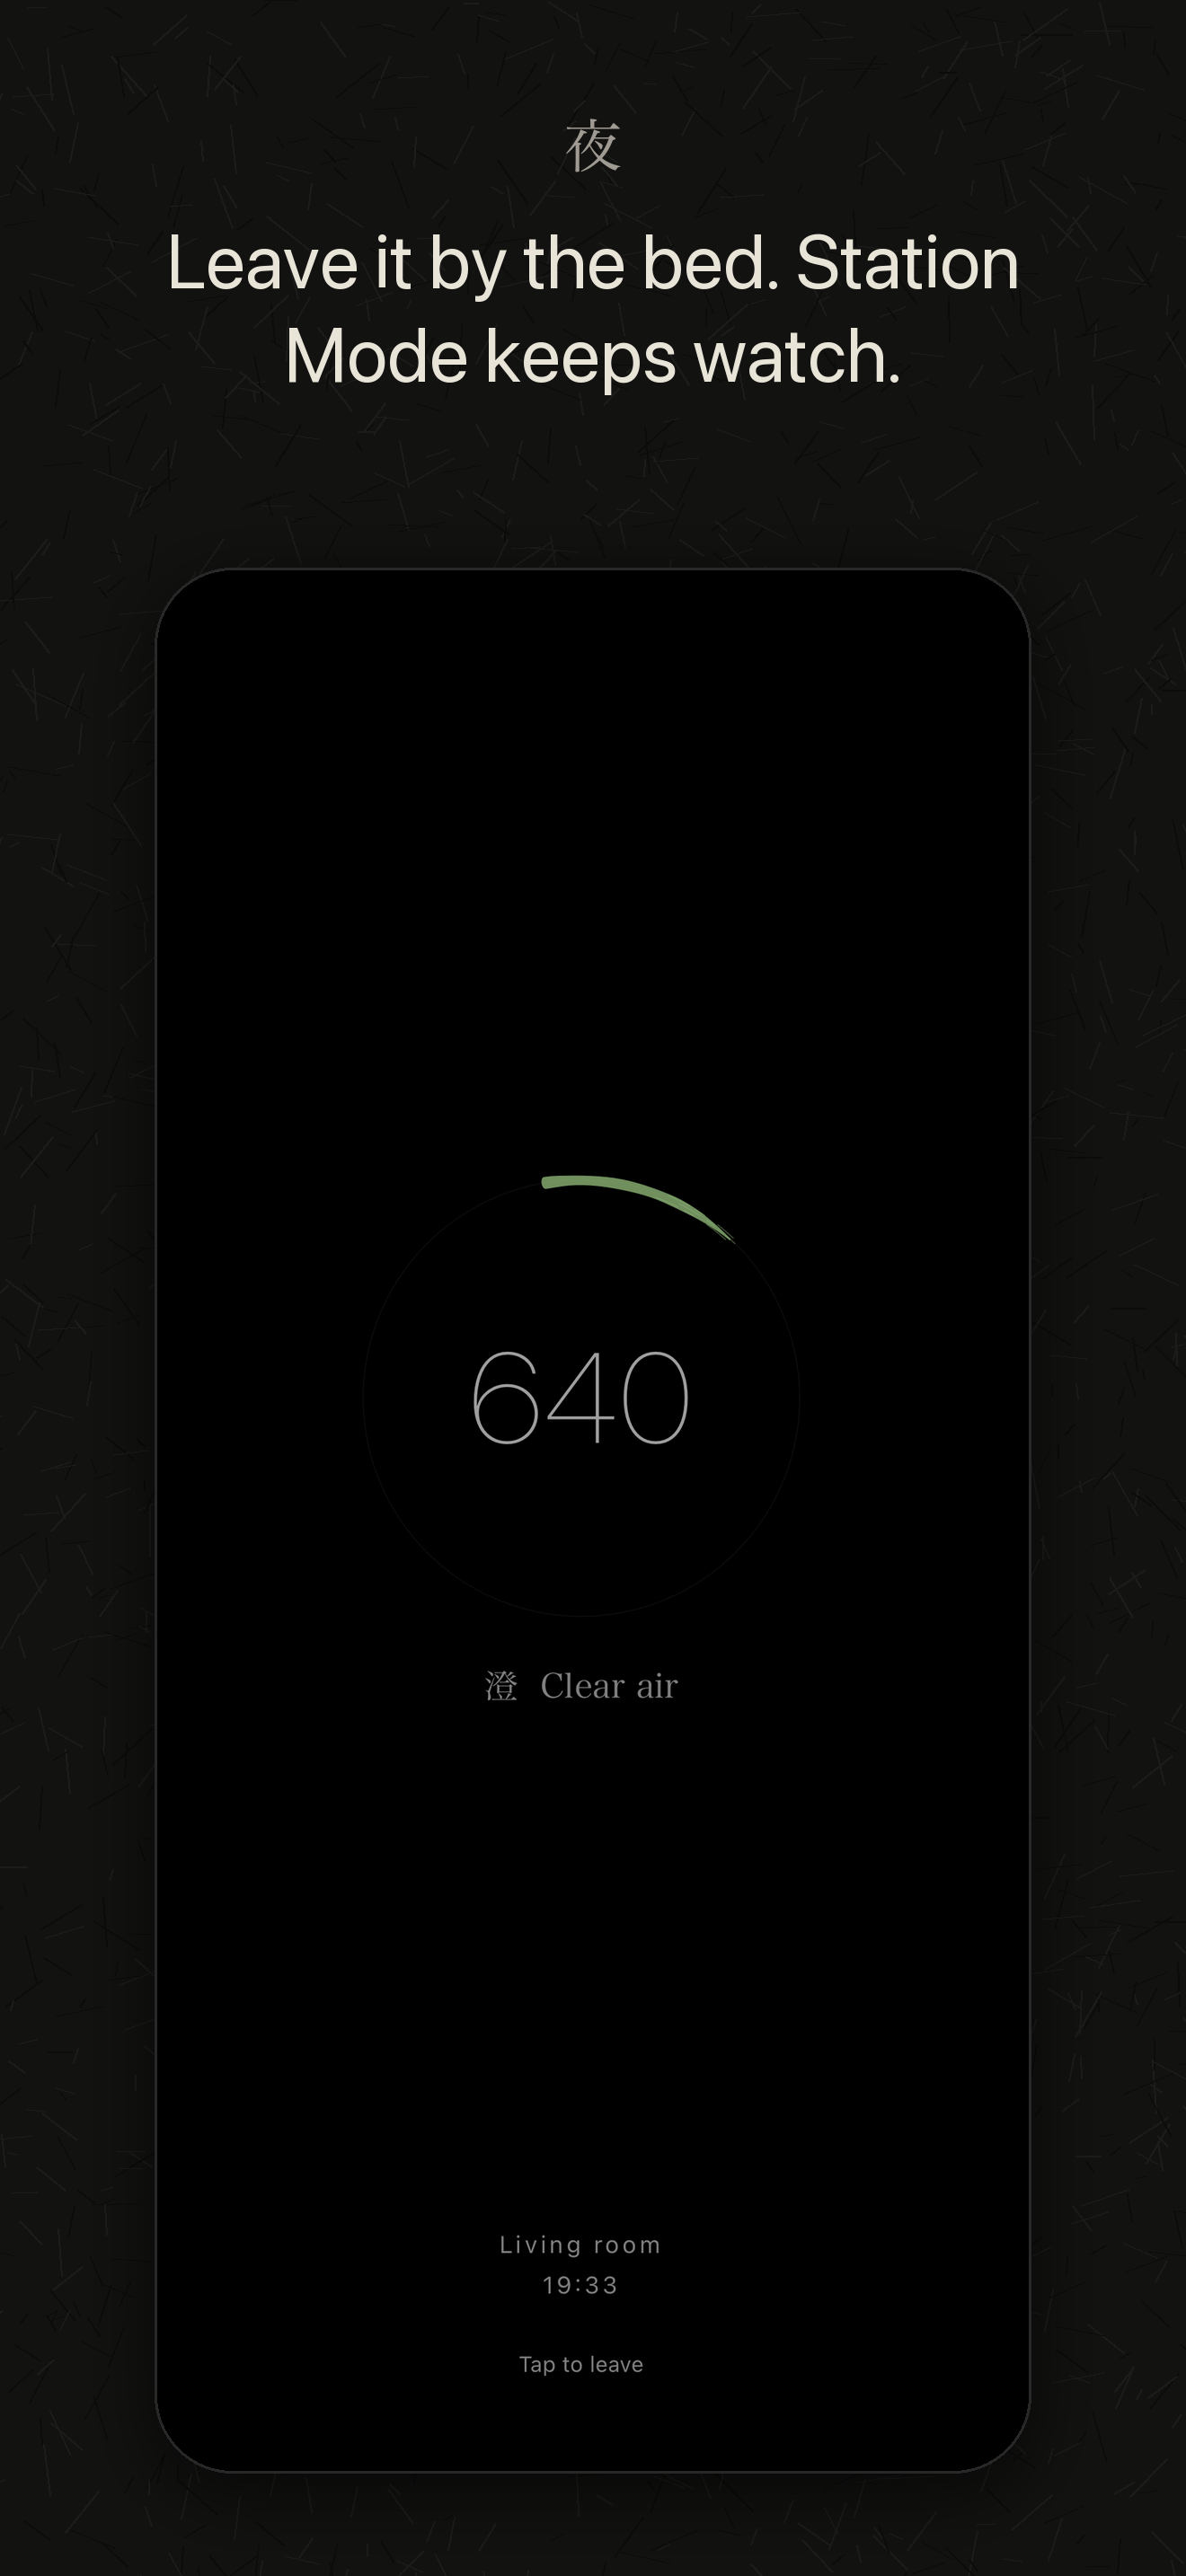 夜
Leave it by the bed. Station
Mode keeps watch.
640
澄 Clear air
Living room
19:33
Tap to leave